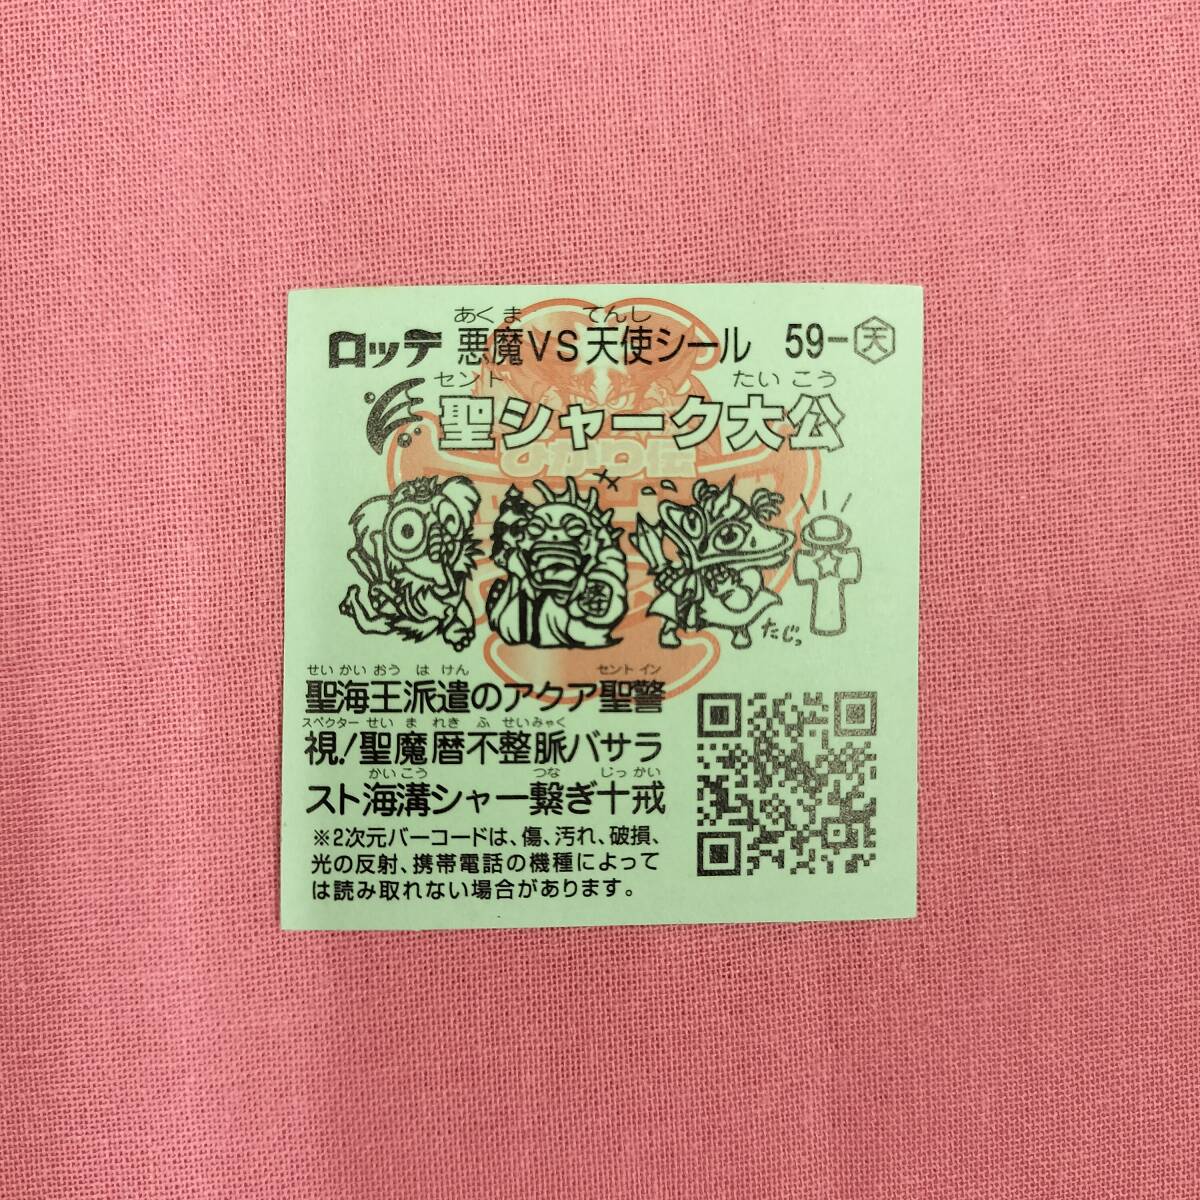 あくま てんし
ロッテ 悪魔VS天使シール 59-天
セント たいこう
聖シャーク大公
ひかり伝
たじっ
せいかいおうはけん セントイン
聖海王派遣のアクア聖警
スペクター せいまれきふせいみゃく
視!聖魔暦不整脈バサラ
かいこう つな じっかい
スト海溝シャー繋ぎ十戒
※2次元バーコードは、傷、汚れ、破損、
光の反射、携帯電話の機種によって
は読み取れない場合があります。